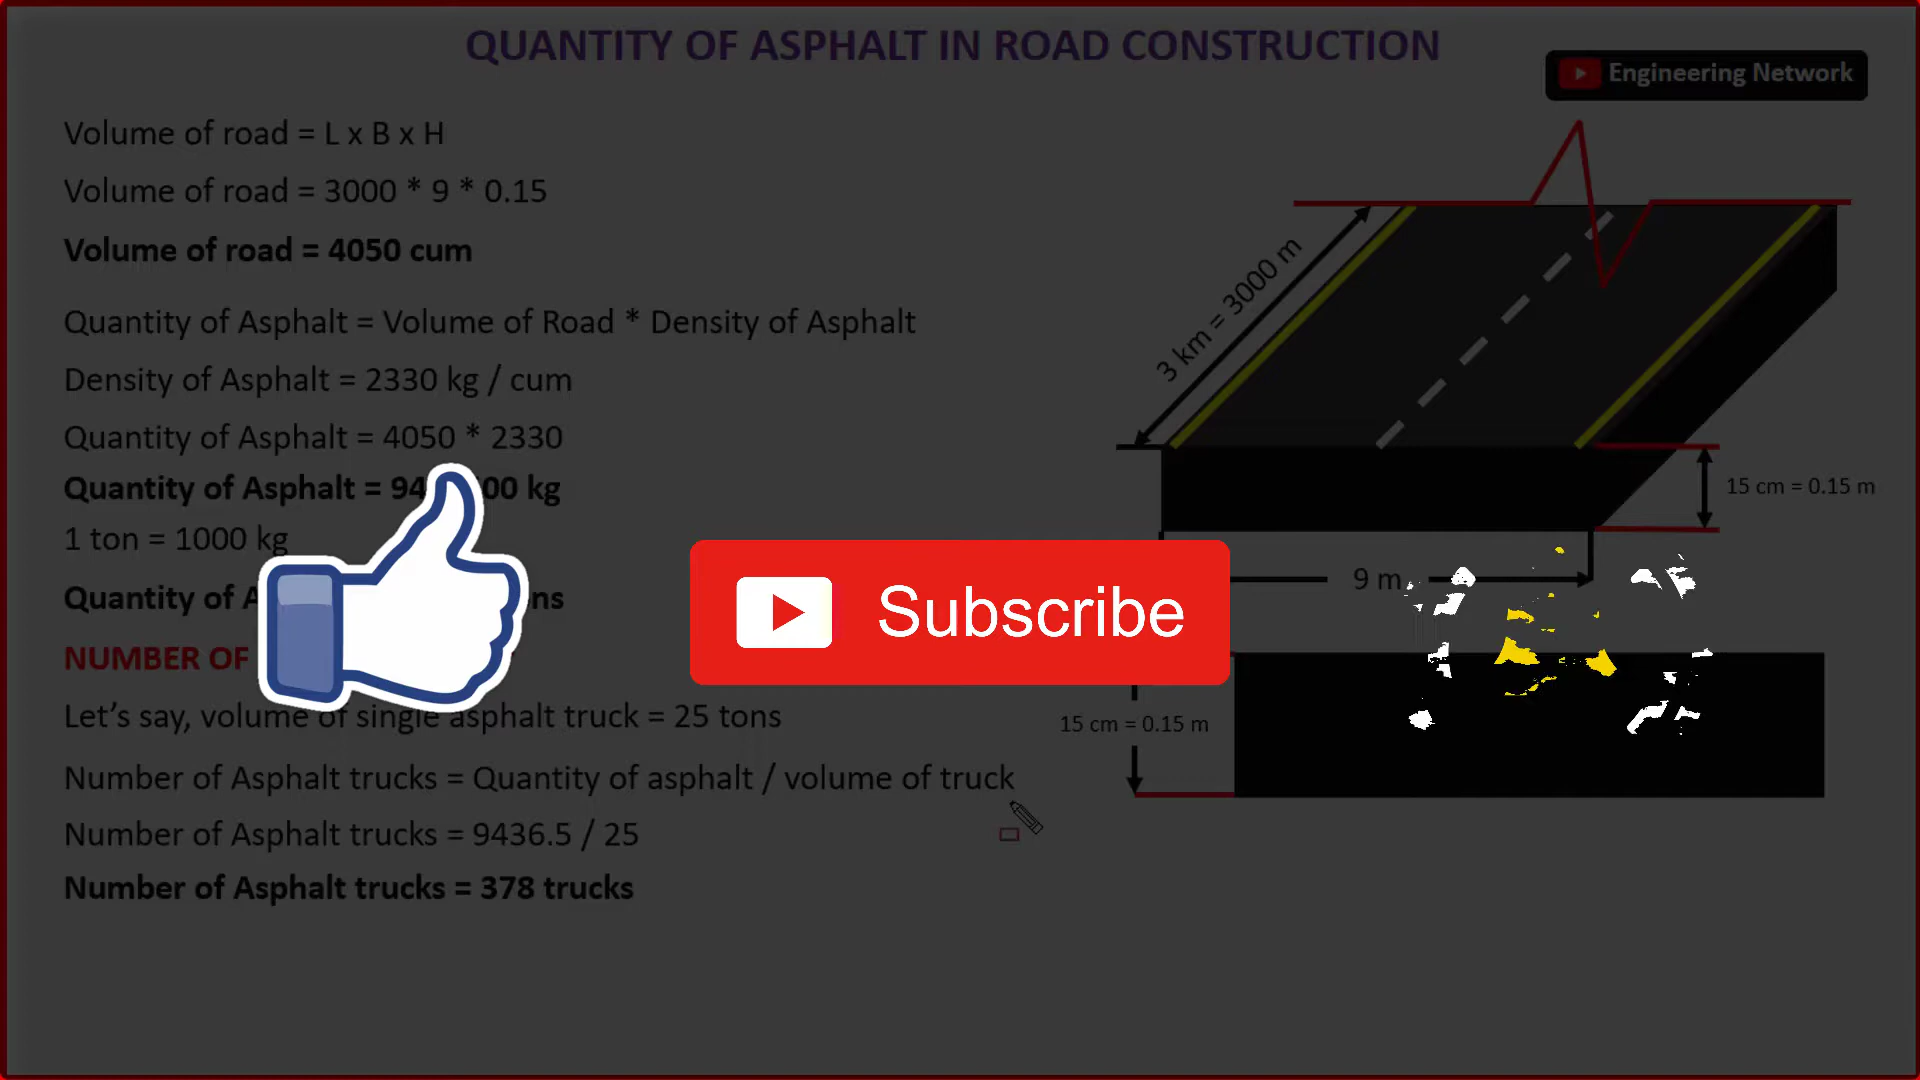 QUANTITY OF ASPHALT IN ROAD CONSTRUCTION
Engineering Network
Volume of road = L x B x H
Volume of road = 3000 * 9 * 0.15
Volume of road = 4050 cum
Quantity of Asphalt = Volume of Road * Density of Asphalt
Density of Asphalt = 2330 kg / cum
Quantity of Asphalt = 4050 * 2330
Quantity of Asphalt = kg
1 ton = 1000 kg
Quantity of
NUMBER OF
Let’s say, volume of single asphalt truck = 25 tons
Number of Asphalt trucks = Quantity of asphalt / volume of truck
Number of Asphalt trucks = 9436.5 / 25
Number of Asphalt trucks = 378 trucks
3 km = 3000 m
15 cm = 0.15 m
9 m
15 cm = 0.15 m
Subscribe